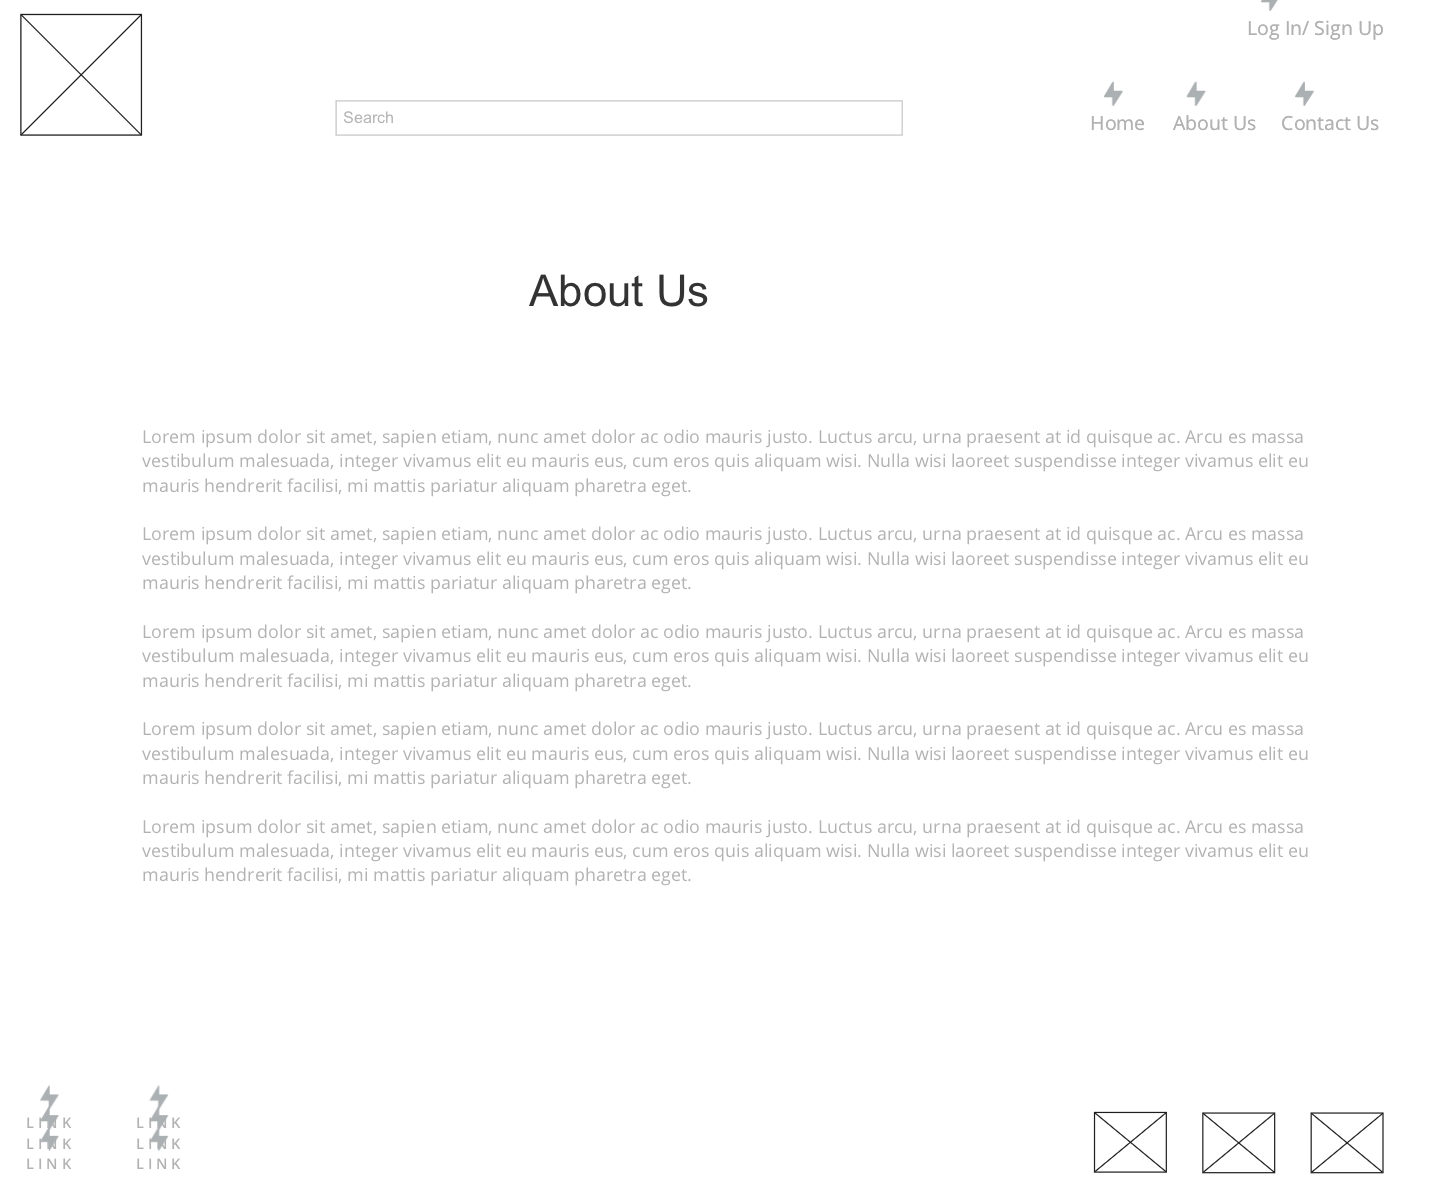 Log In/ Sign Up
Search
Home About Us Contact Us
About Us
Lorem ipsum dolor sit amet, sapien etiam, nunc amet dolor ac odio mauris justo. Luctus arcu, urna praesent at id quisque ac. Arcu es massa
vestibulum malesuada, integer vivamus elit eu mauris eus, cum eros quis aliquam wisi. Nulla wisi laoreet suspendisse integer vivamus elit eu
mauris hendrerit facilisi, mi mattis pariatur aliquam pharetra eget.
Lorem ipsum dolor sit amet, sapien etiam, nunc amet dolor ac odio mauris justo. Luctus arcu, urna praesent at id quisque ac. Arcu es massa
vestibulum malesuada, integer vivamus elit eu mauris eus, cum eros quis aliquam wisi. Nulla wisi laoreet suspendisse integer vivamus elit eu
mauris hendrerit facilisi, mi mattis pariatur aliquam pharetra eget.
Lorem ipsum dolor sit amet, sapien etiam, nunc amet dolor ac odio mauris justo. Luctus arcu, urna praesent at id quisque ac. Arcu es massa
vestibulum malesuada, integer vivamus elit eu mauris eus, cum eros quis aliquam wisi. Nulla wisi laoreet suspendisse integer vivamus elit eu
mauris hendrerit facilisi, mi mattis pariatur aliquam pharetra eget.
Lorem ipsum dolor sit amet, sapien etiam, nunc amet dolor ac odio mauris justo. Luctus arcu, urna praesent at id quisque ac. Arcu es massa
vestibulum malesuada, integer vivamus elit eu mauris eus, cum eros quis aliquam wisi. Nulla wisi laoreet suspendisse integer vivamus elit eu
mauris hendrerit facilisi, mi mattis pariatur aliquam pharetra eget.
Lorem ipsum dolor sit amet, sapien etiam, nunc amet dolor ac odio mauris justo. Luctus arcu, urna praesent at id quisque ac. Arcu es massa
vestibulum malesuada, integer vivamus elit eu mauris eus, cum eros quis aliquam wisi. Nulla wisi laoreet suspendisse integer vivamus elit eu
mauris hendrerit facilisi, mi mattis pariatur aliquam pharetra eget.
LINK LINK
LINK LINK
LINK LINK